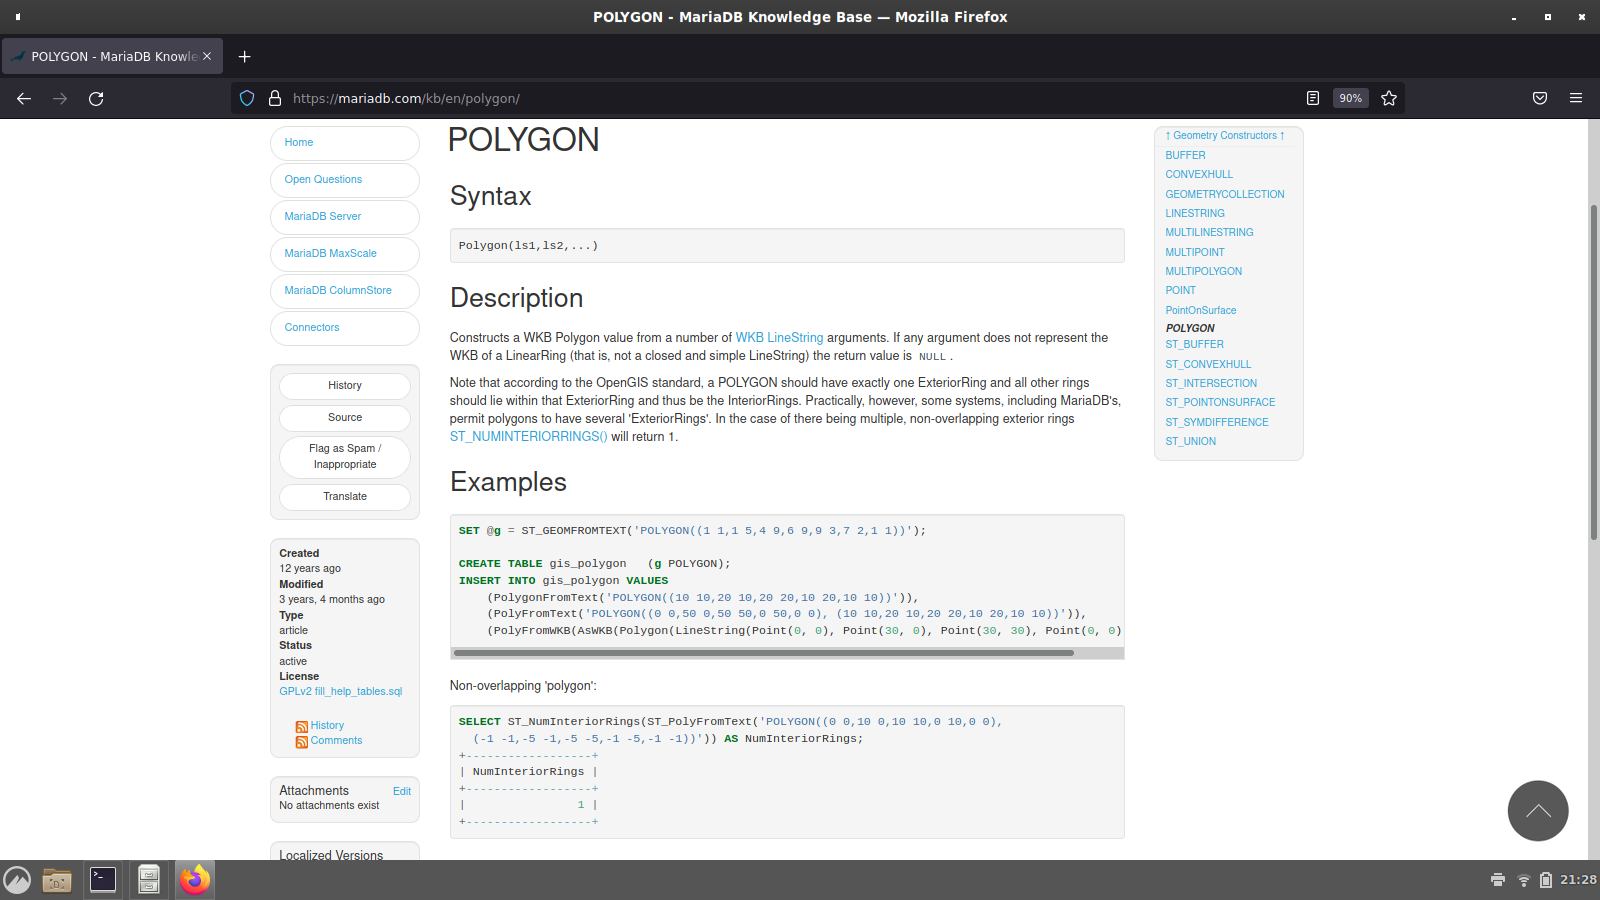 POLYGON - MariaDB Knowledge Base — Mozilla Firefox
POLYGON - MariaDB Knowle
https://mariadb.com/kb/en/polygon/
90%
Home
Open Questions
MariaDB Server
MariaDB MaxScale
MariaDB ColumnStore
Connectors
History
Source
Flag as Spam /
Inappropriate
Translate
Created
12 years ago
Modified
3 years, 4 months ago
Type
article
Status
active
License
GPLv2 fill_help_tables.sql
History
Comments
Attachments Edit
No attachments exist
Localized Versions
POLYGON
Syntax
Polygon(ls1,ls2,...)
Description
Constructs a WKB Polygon value from a number of WKB LineString arguments. If any argument does not represent the
WKB of a LinearRing (that is, not a closed and simple LineString) the return value is NULL .
Note that according to the OpenGIS standard, a POLYGON should have exactly one ExteriorRing and all other rings
should lie within that ExteriorRing and thus be the InteriorRings. Practically, however, some systems, including MariaDB's,
permit polygons to have several 'ExteriorRings'. In the case of there being multiple, non-overlapping exterior rings
ST_NUMINTERIORRINGS() will return 1.
Examples
SET @g = ST_GEOMFROMTEXT('POLYGON((1 1,1 5,4 9,6 9,9 3,7 2,1 1))');
CREATE TABLE gis_polygon   (g POLYGON);
INSERT INTO gis_polygon VALUES
    (PolygonFromText('POLYGON((10 10,20 10,20 20,10 20,10 10))')),
    (PolyFromText('POLYGON((0 0,50 0,50 50,0 50,0 0), (10 10,20 10,20 20,10 20,10 10))')),
    (PolyFromWKB(AsWKB(Polygon(LineString(Point(0, 0), Point(30, 0), Point(30, 30), Point(0, 0)
Non-overlapping 'polygon':
SELECT ST_NumInteriorRings(ST_PolyFromText('POLYGON((0 0,10 0,10 10,0 10,0 0),
  (-1 -1,-5 -1,-5 -5,-1 -5,-1 -1))')) AS NumInteriorRings;
+------------------+
| NumInteriorRings |
+------------------+
|                1 |
+------------------+
↑ Geometry Constructors ↑
BUFFER
CONVEXHULL
GEOMETRYCOLLECTION
LINESTRING
MULTILINESTRING
MULTIPOINT
MULTIPOLYGON
POINT
PointOnSurface
POLYGON
ST_BUFFER
ST_CONVEXHULL
ST_INTERSECTION
ST_POINTONSURFACE
ST_SYMDIFFERENCE
ST_UNION
21:28